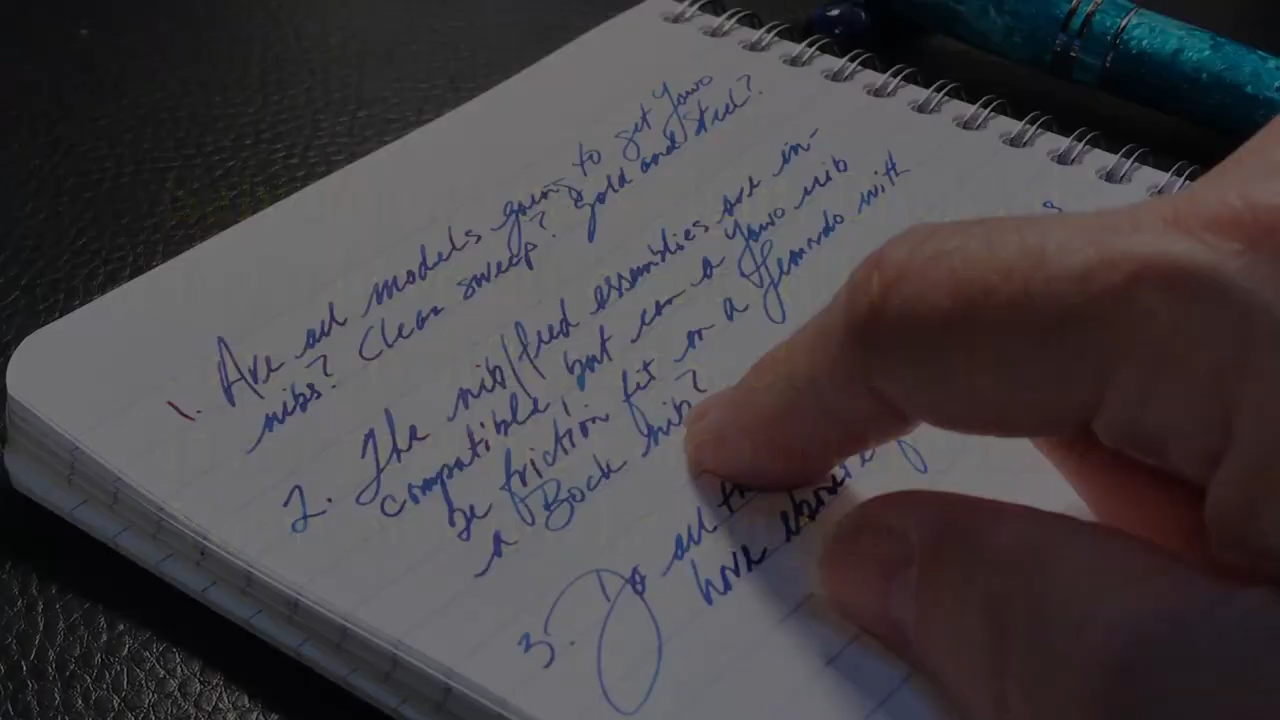 1. Are all models going to get Jowo
nibs? Clean sweep? Gold and steel?
2. The nib/feed assemblies are in-
compatible, but can a Jowo nib
be friction fit on a Leonardo with
a Bock nib?
3. Do all
have